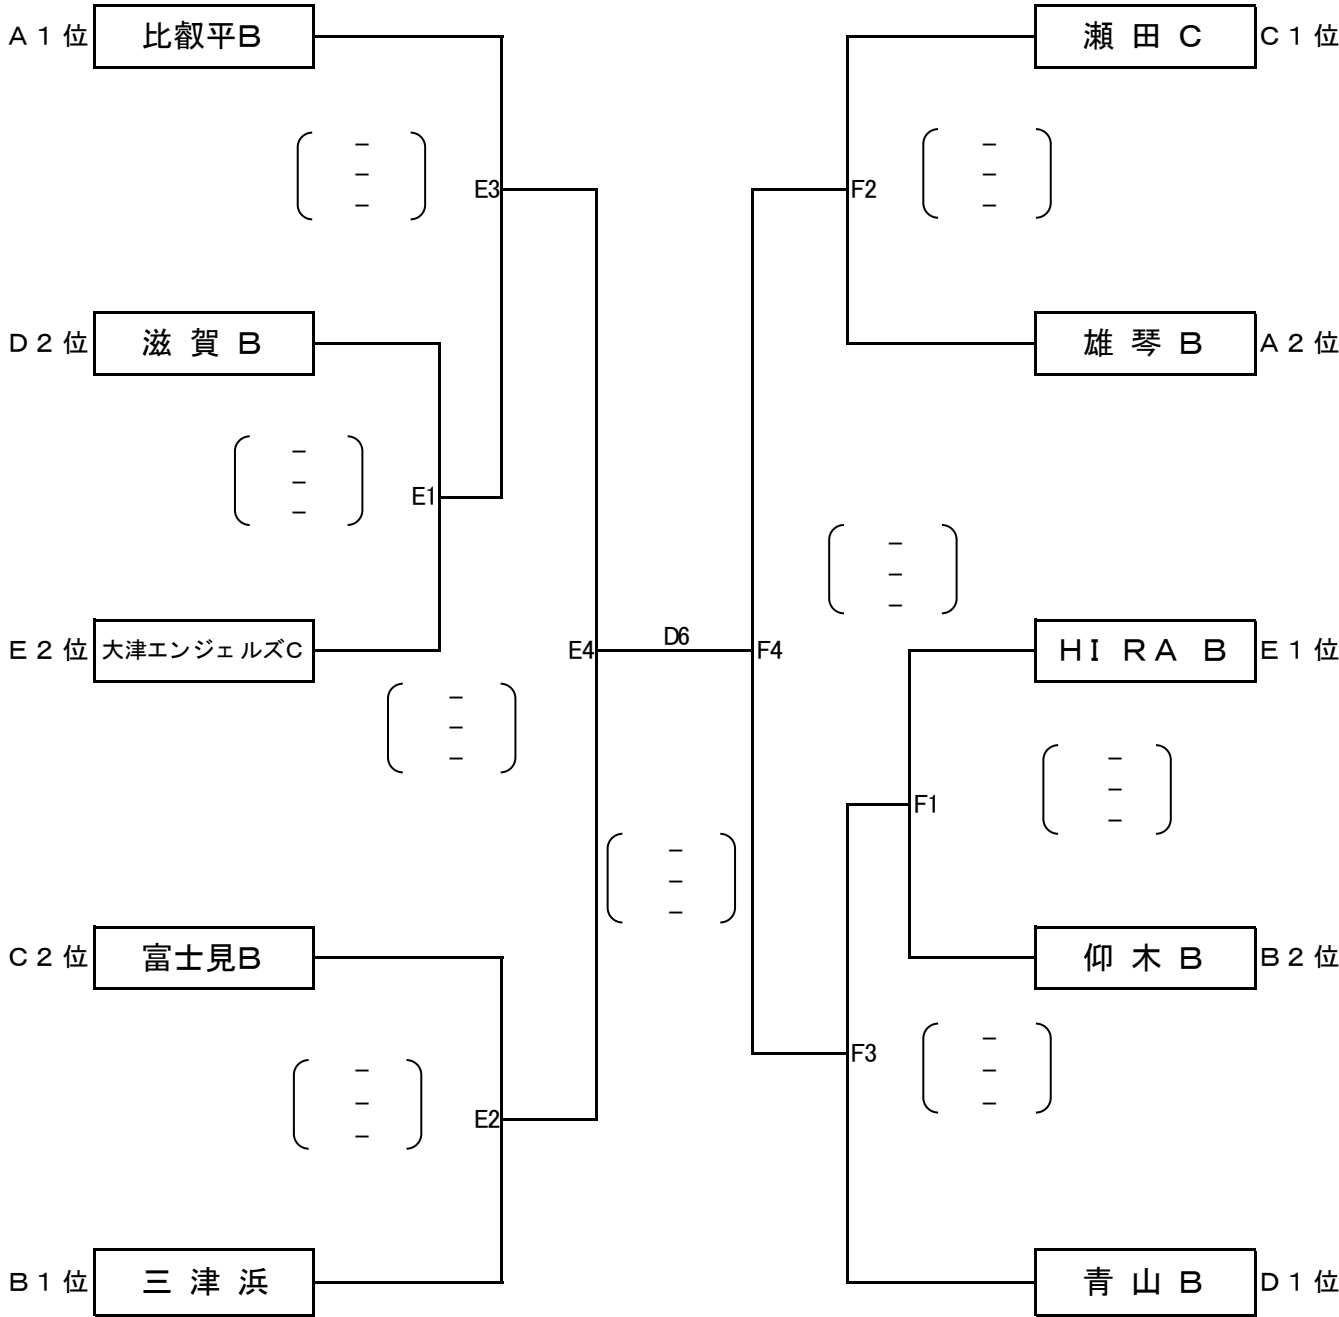 A１位 比叡平B
瀬 田 C C１位
－ －
－ －
－ －
E3 F2
D２位 滋 賀 B
雄 琴 B A２位
－
－
－
E1
－
－
－
E２位 大津エンジェルズC
E4 D6 F4
HIRA B E１位
－
－
－
－
－
－
F1
－
－
－
C２位 富士見B
仰 木 B B２位
－
－
－
F3
－
－
－
E2
B１位 三 津 浜
青 山 B D１位